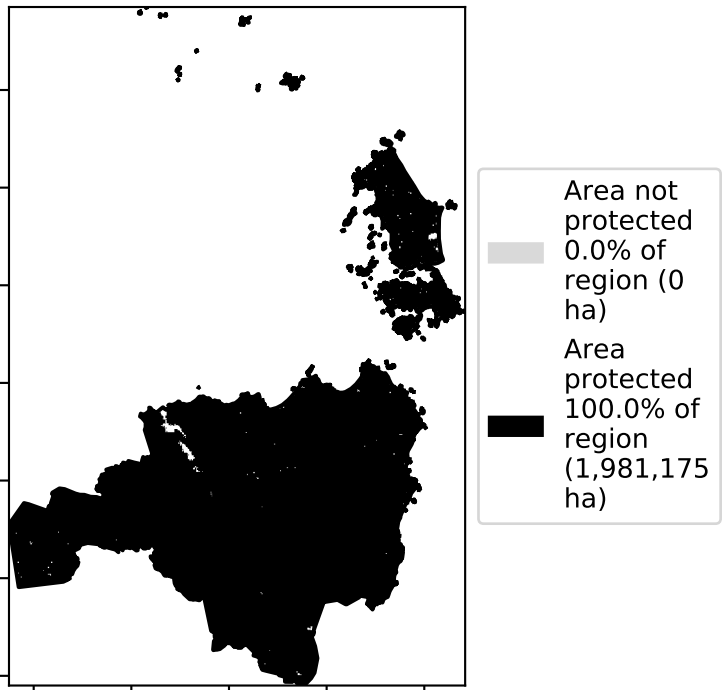 Area not
protected
0.0% of
region (0
ha)
Area
protected
100.0% of
region
(1,981,175
ha)